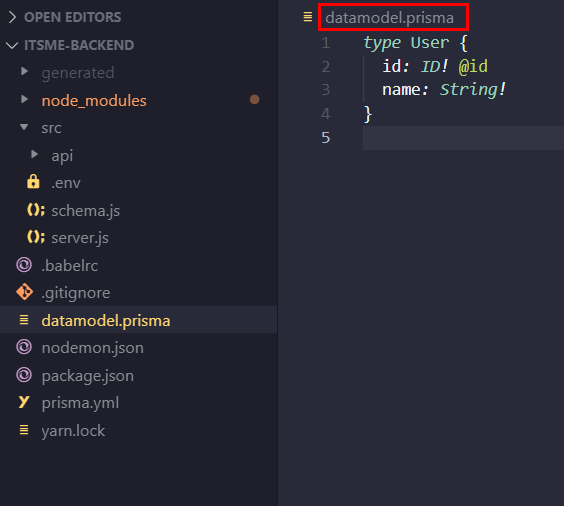 OPEN EDITORS
ITSME-BACKEND
generated
node_modules
src
api
.env
schema.js
server.js
.babelrc
.gitignore
datamodel.prisma
nodemon.json
package.json
prisma.yml
yarn.lock
datamodel.prisma
1 type User {
2 id: ID! @id
3 name: String!
4 }
5